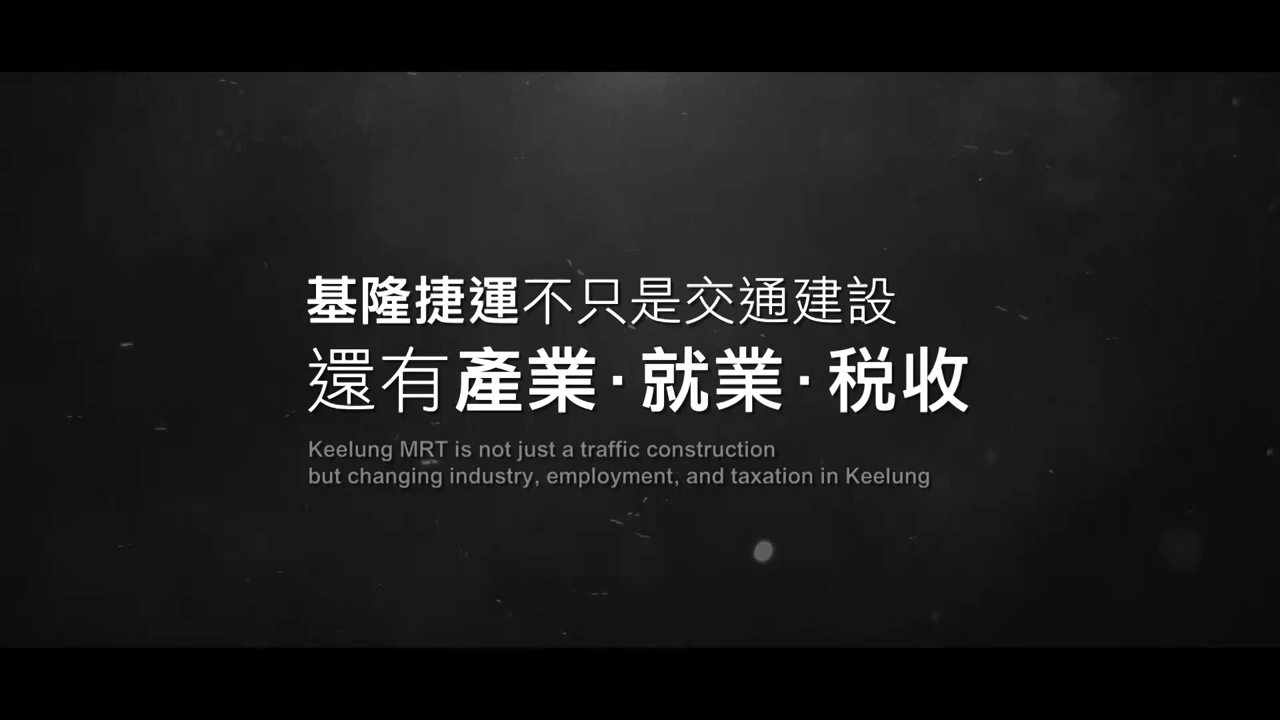 基隆捷運不只是交通建設
還有產業·就業·税收
Keelung MRT is not just a traffic construction
but changing industry, employment, and taxation in Keelung